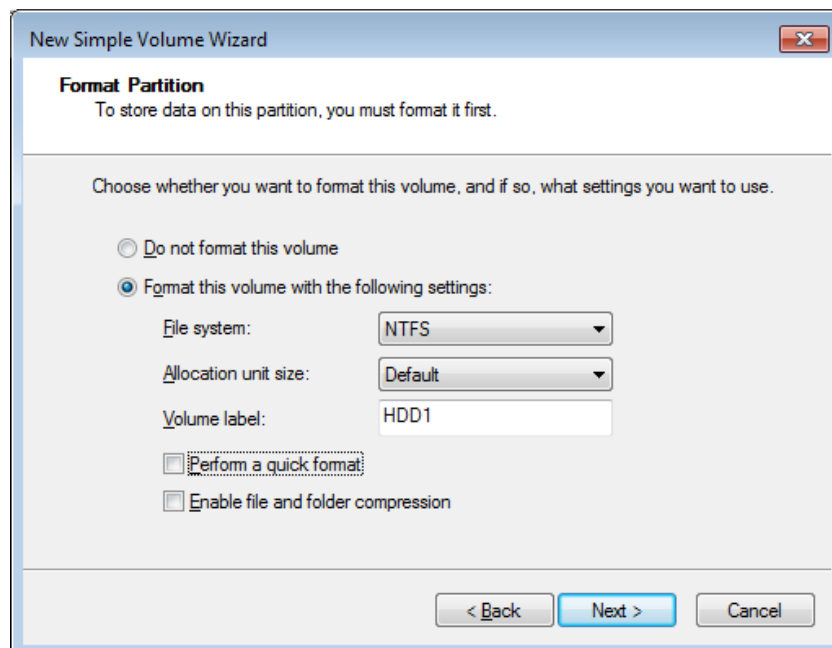 New Simple Volume Wizard
Format Partition
To store data on this partition, you must format it first.
Choose whether you want to format this volume, and if so, what settings you want to use.
Do not format this volume
Format this volume with the following settings:
File system: NTFS
Allocation unit size: Default
Volume label: HDD1
Perform a quick format
Enable file and folder compression
< Back Next > Cancel